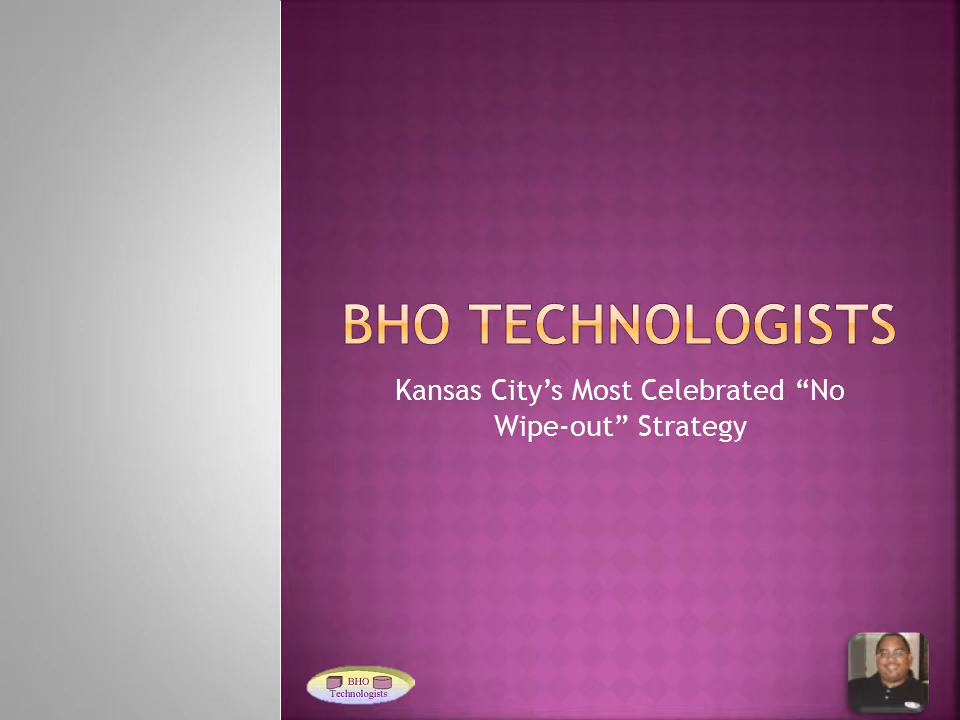 BHO TECHNOLOGISTS
Kansas City’s Most Celebrated “No
Wipe-out” Strategy
BHO
Technologists